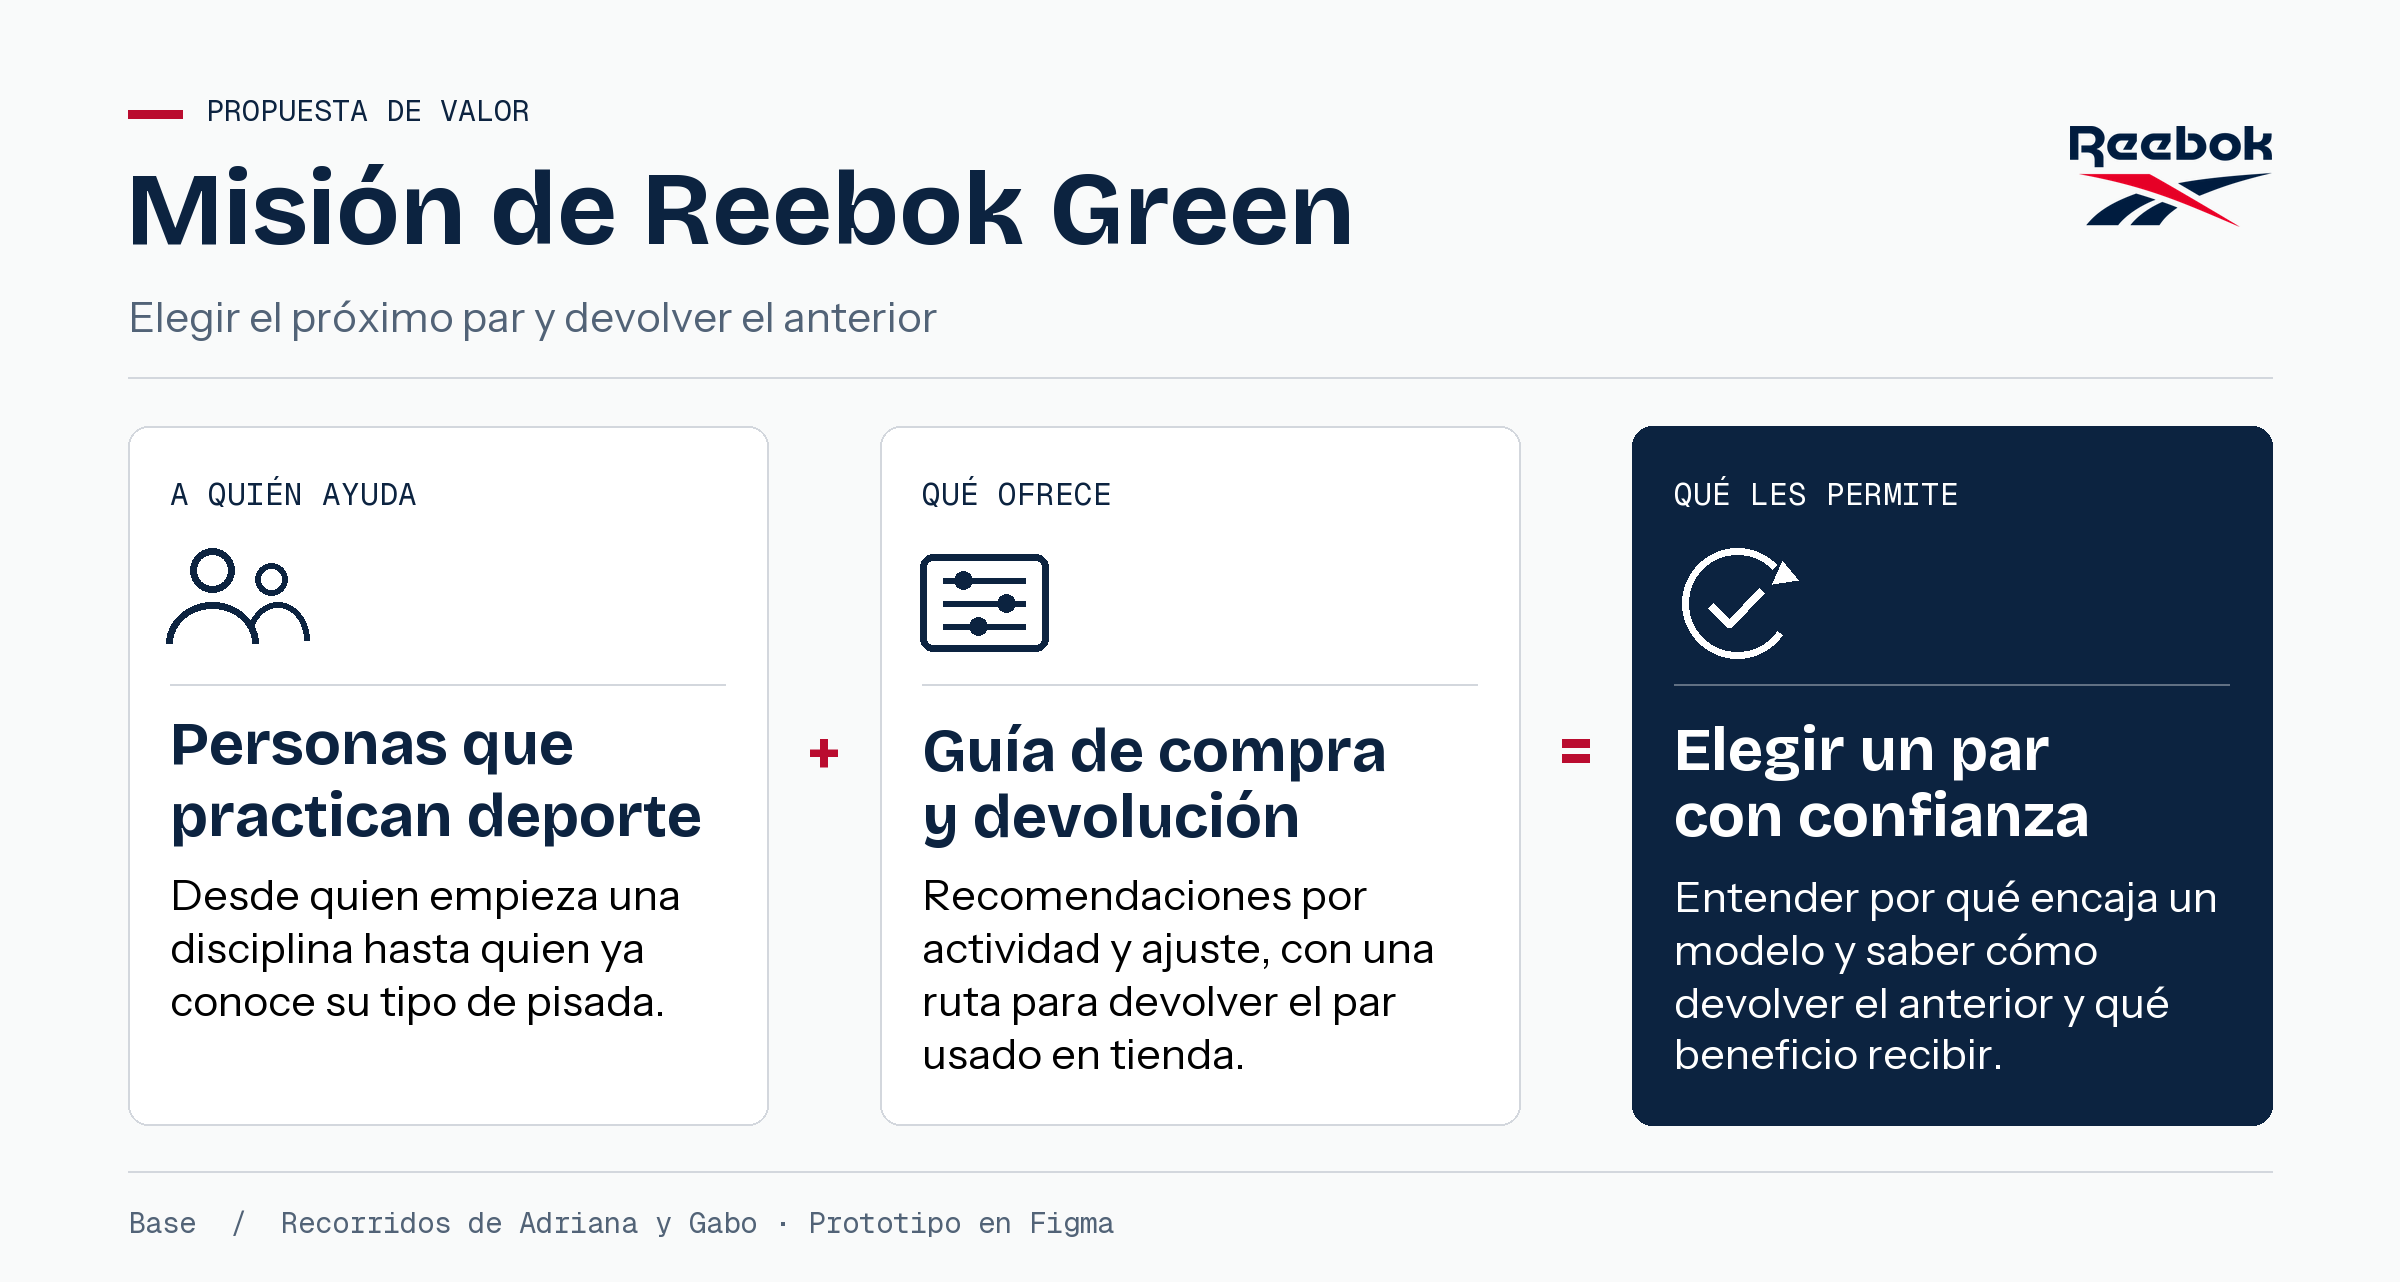 PROPUESTA DE VALOR
Misión de Reebok Green
Reebok
Elegir el próximo par y devolver el anterior
A QUIÉN AYUDA
Personas que
practican deporte
Desde quien empieza una
disciplina hasta quien ya
conoce su tipo de pisada.
+
QUÉ OFRECE
Guía de compra
y devolución
Recomendaciones por
actividad y ajuste, con una
ruta para devolver el par
usado en tienda.
=
QUÉ LES PERMITE
Elegir un par
con confianza
Entender por qué encaja un
modelo y saber cómo
devolver el anterior y qué
beneficio recibir.
Base / Recorridos de Adriana y Gabo · Prototipo en Figma